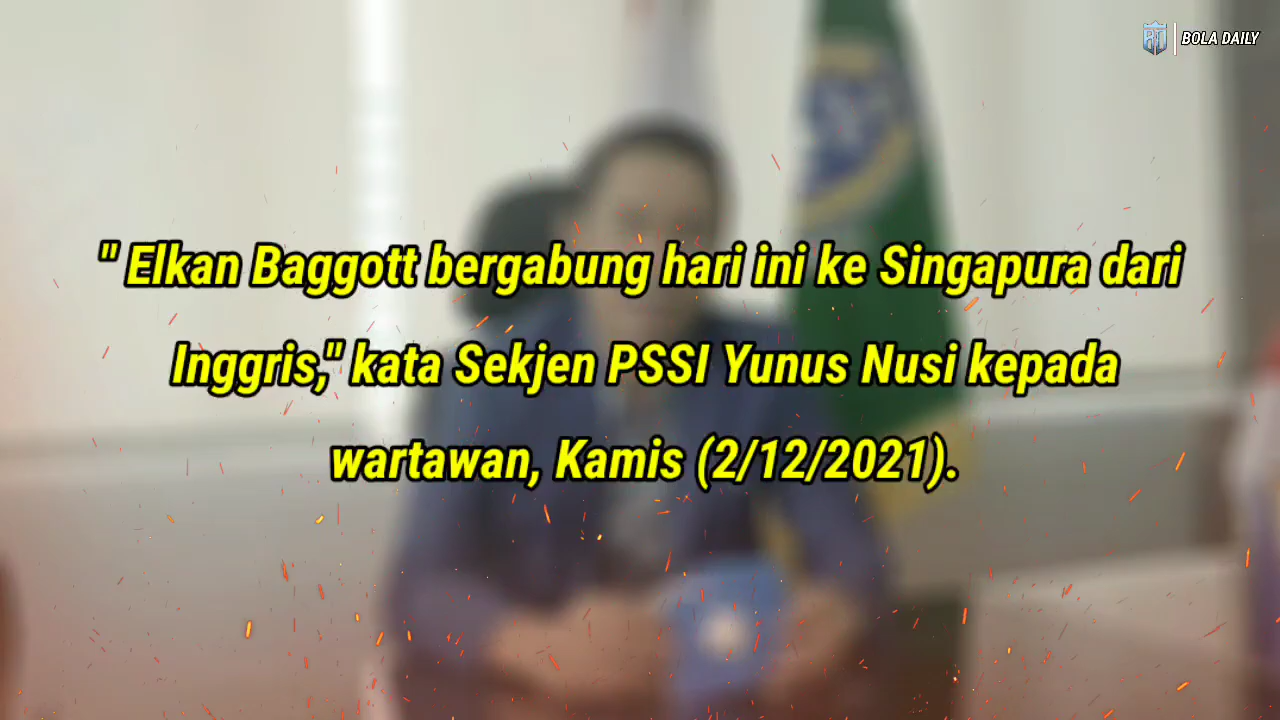 BOLA DAILY
" Elkan Baggott bergabung hari ini ke Singapura dari
Inggris," kata Sekjen PSSI Yunus Nusi kepada
wartawan, Kamis (2/12/2021).